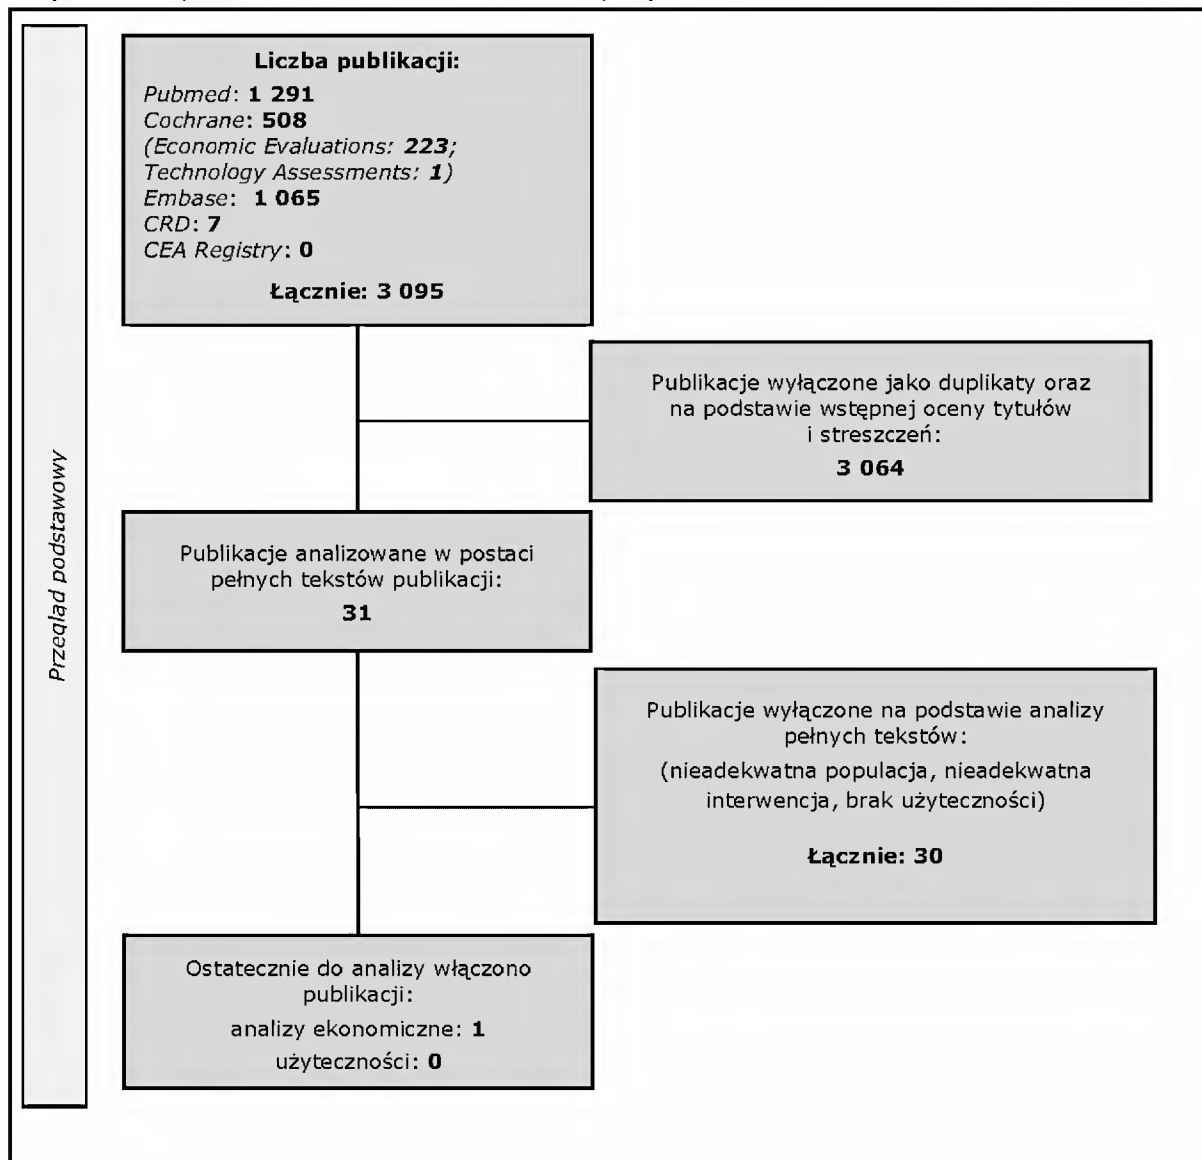 Liczba publikacji:
Pubmed: 1 291
Cochrane: 508
(Economic Evaluations: 223;
Technology Assessments: 1)
Embase: 1 065
CRD: 7
CEA Registry: 0
Łącznie: 3 095
Publikacje wyłączone jako duplikaty oraz
na podstawie wstępnej oceny tytułów
i streszczeń:
3 064
Przegląd podstawowy
Publikacje analizowane w postaci
pełnych tekstów publikacji:
31
Publikacje wyłączone na podstawie analizy
pełnych tekstów:
(nieadekwatna populacja, nieadekwatna
interwencja, brak użyteczności)
Łącznie: 30
Ostatecznie do analizy włączono
publikacji:
analizy ekonomiczne: 1
użyteczności: 0